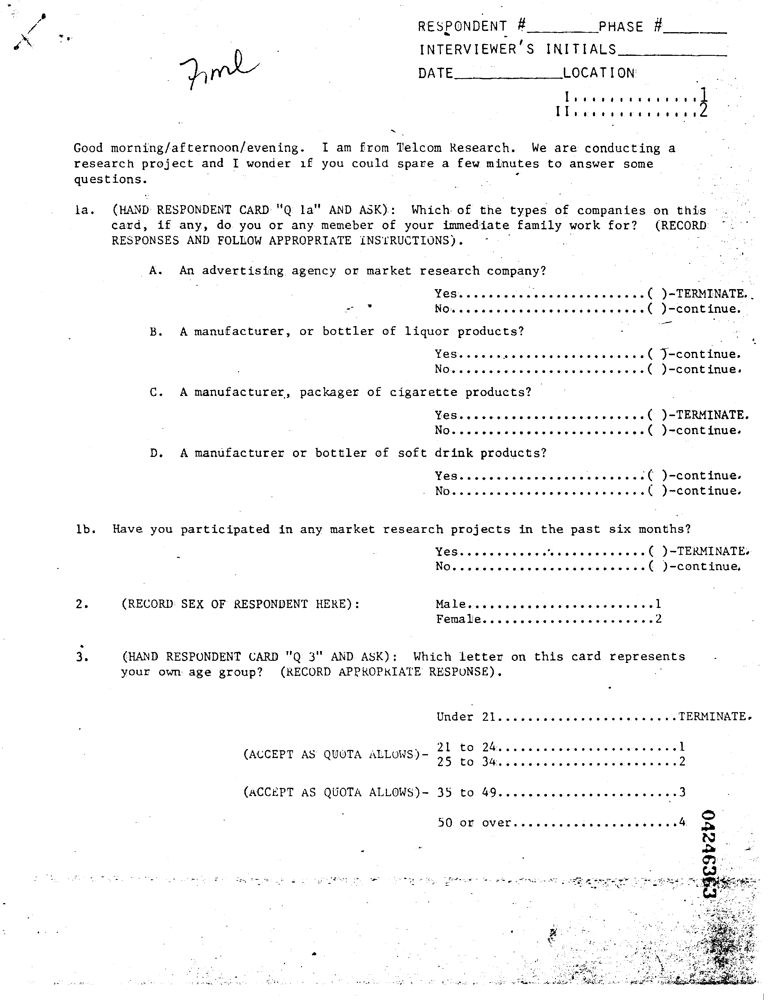 RESPONDENT #________PHASE #_______
INTERVIEWER'S INITIALS____________
DATE____________LOCATION
I..............1
II..............2
Good morning/afternoon/evening. I am from Telcom Research. We are conducting a
research project and I wonder if you could spare a few minutes to answer some
questions.
1a. (HAND RESPONDENT CARD "Q 1a" AND ASK): Which of the types of companies on this
card, if any, do you or any memeber of your immediate family work for? (RECORD
RESPONSES AND FOLLOW APPROPRIATE INSTRUCTIONS).
A. An advertising agency or market research company?
Yes.........................( )-TERMINATE.
No..........................( )-continue.
B. A manufacturer, or bottler of liquor products?
Yes.........................( )-continue.
No..........................( )-continue.
C. A manufacturer, packager of cigarette products?
Yes.........................( )-TERMINATE.
No..........................( )-continue.
D. A manufacturer or bottler of soft drink products?
Yes.........................( )-continue.
No..........................( )-continue.
1b. Have you participated in any market research projects in the past six months?
Yes.........................( )-TERMINATE.
No..........................( )-continue.
2. (RECORD SEX OF RESPONDENT HERE): Male.........................1
Female.......................2
3. (HAND RESPONDENT CARD "Q 3" AND ASK): Which letter on this card represents
your own age group? (RECORD APPROPRIATE RESPONSE).
Under 21........................TERMINATE.
(ACCEPT AS QUOTA ALLOWS)- 21 to 24........................1
25 to 34........................2
(ACCEPT AS QUOTA ALLOWS)- 35 to 49........................3
50 or over......................4
04246363